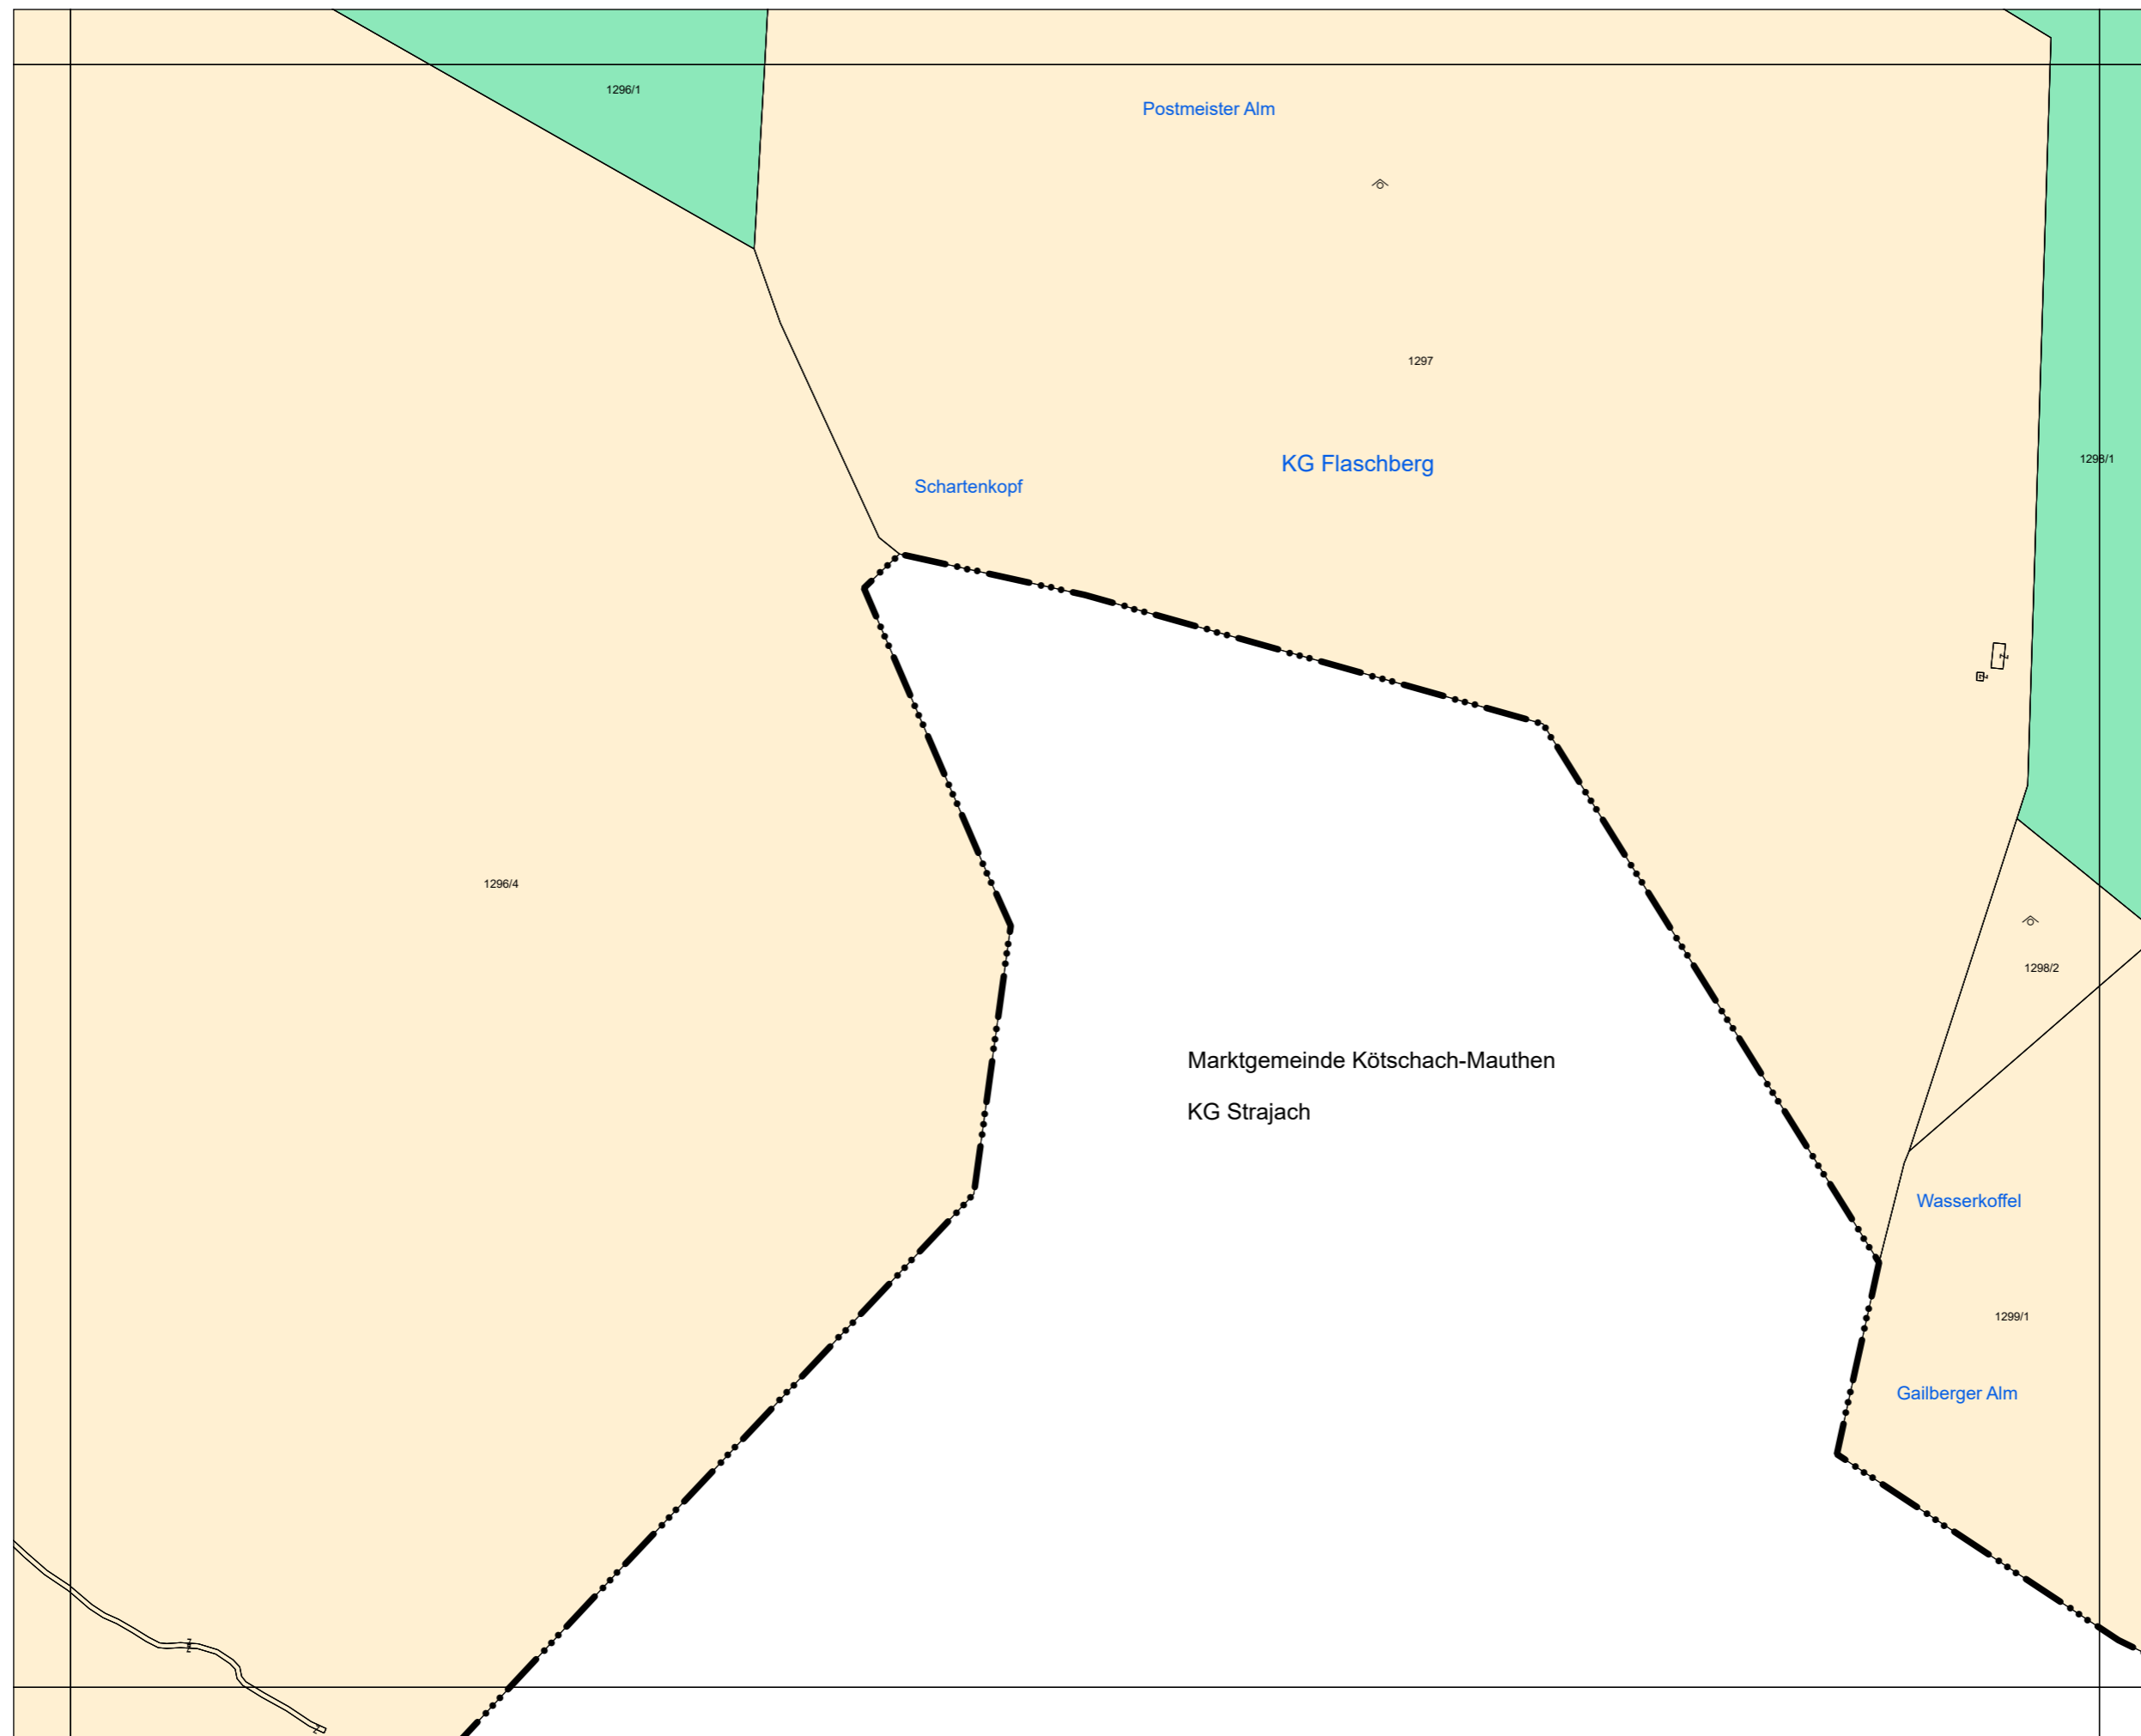 1296/1
Postmeister Alm
1297
KG Flaschberg
1298/1
Schartenkopf
1296/4
1298/2
Marktgemeinde Kötschach-Mauthen
KG Strajach
Wasserkoffel
1299/1
Gailberger Alm